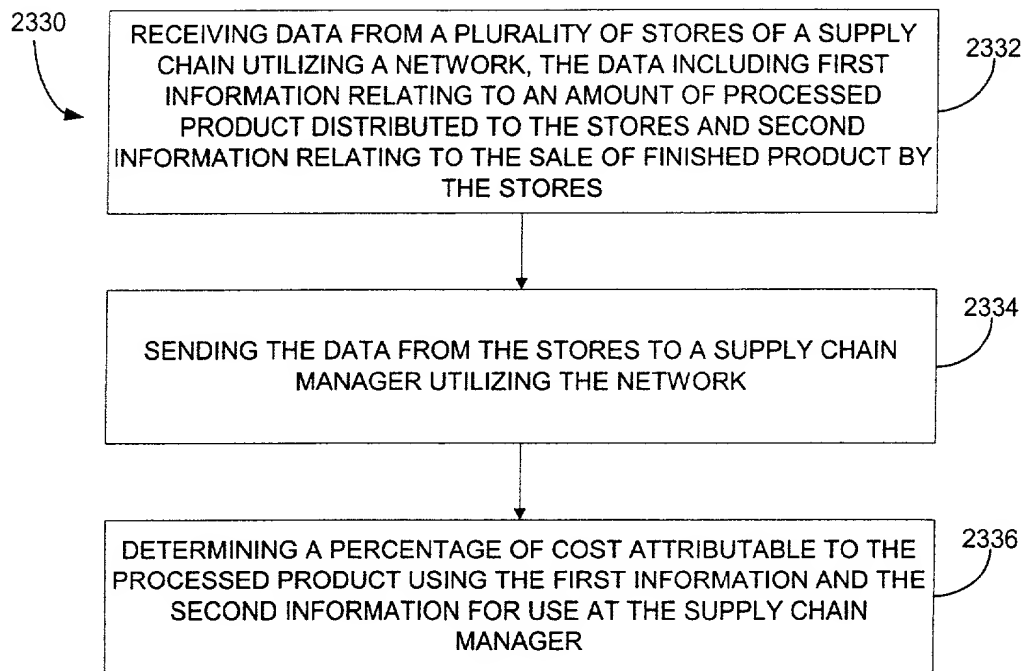 2330
RECEIVING DATA FROM A PLURALITY OF STORES OF A SUPPLY
CHAIN UTILIZING A NETWORK, THE DATA INCLUDING FIRST
INFORMATION RELATING TO AN AMOUNT OF PROCESSED
PRODUCT DISTRIBUTED TO THE STORES AND SECOND
INFORMATION RELATING TO THE SALE OF FINISHED PRODUCT BY
THE STORES
2332
SENDING THE DATA FROM THE STORES TO A SUPPLY CHAIN
MANAGER UTILIZING THE NETWORK
2334
DETERMINING A PERCENTAGE OF COST ATTRIBUTABLE TO THE
PROCESSED PRODUCT USING THE FIRST INFORMATION AND THE
SECOND INFORMATION FOR USE AT THE SUPPLY CHAIN
MANAGER
2336